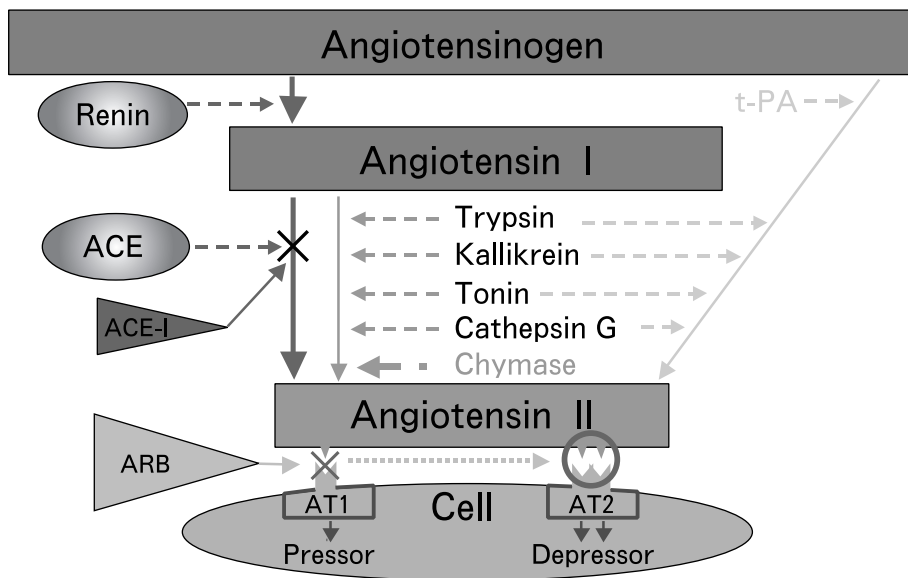 Angiotensinogen
Renin
t-PA
Angiotensin I
Trypsin
ACE
Kallikrein
Tonin
ACE-I
Cathepsin G
Chymase
Angiotensin II
ARB
AT1
Cell
AT2
Pressor
Depressor